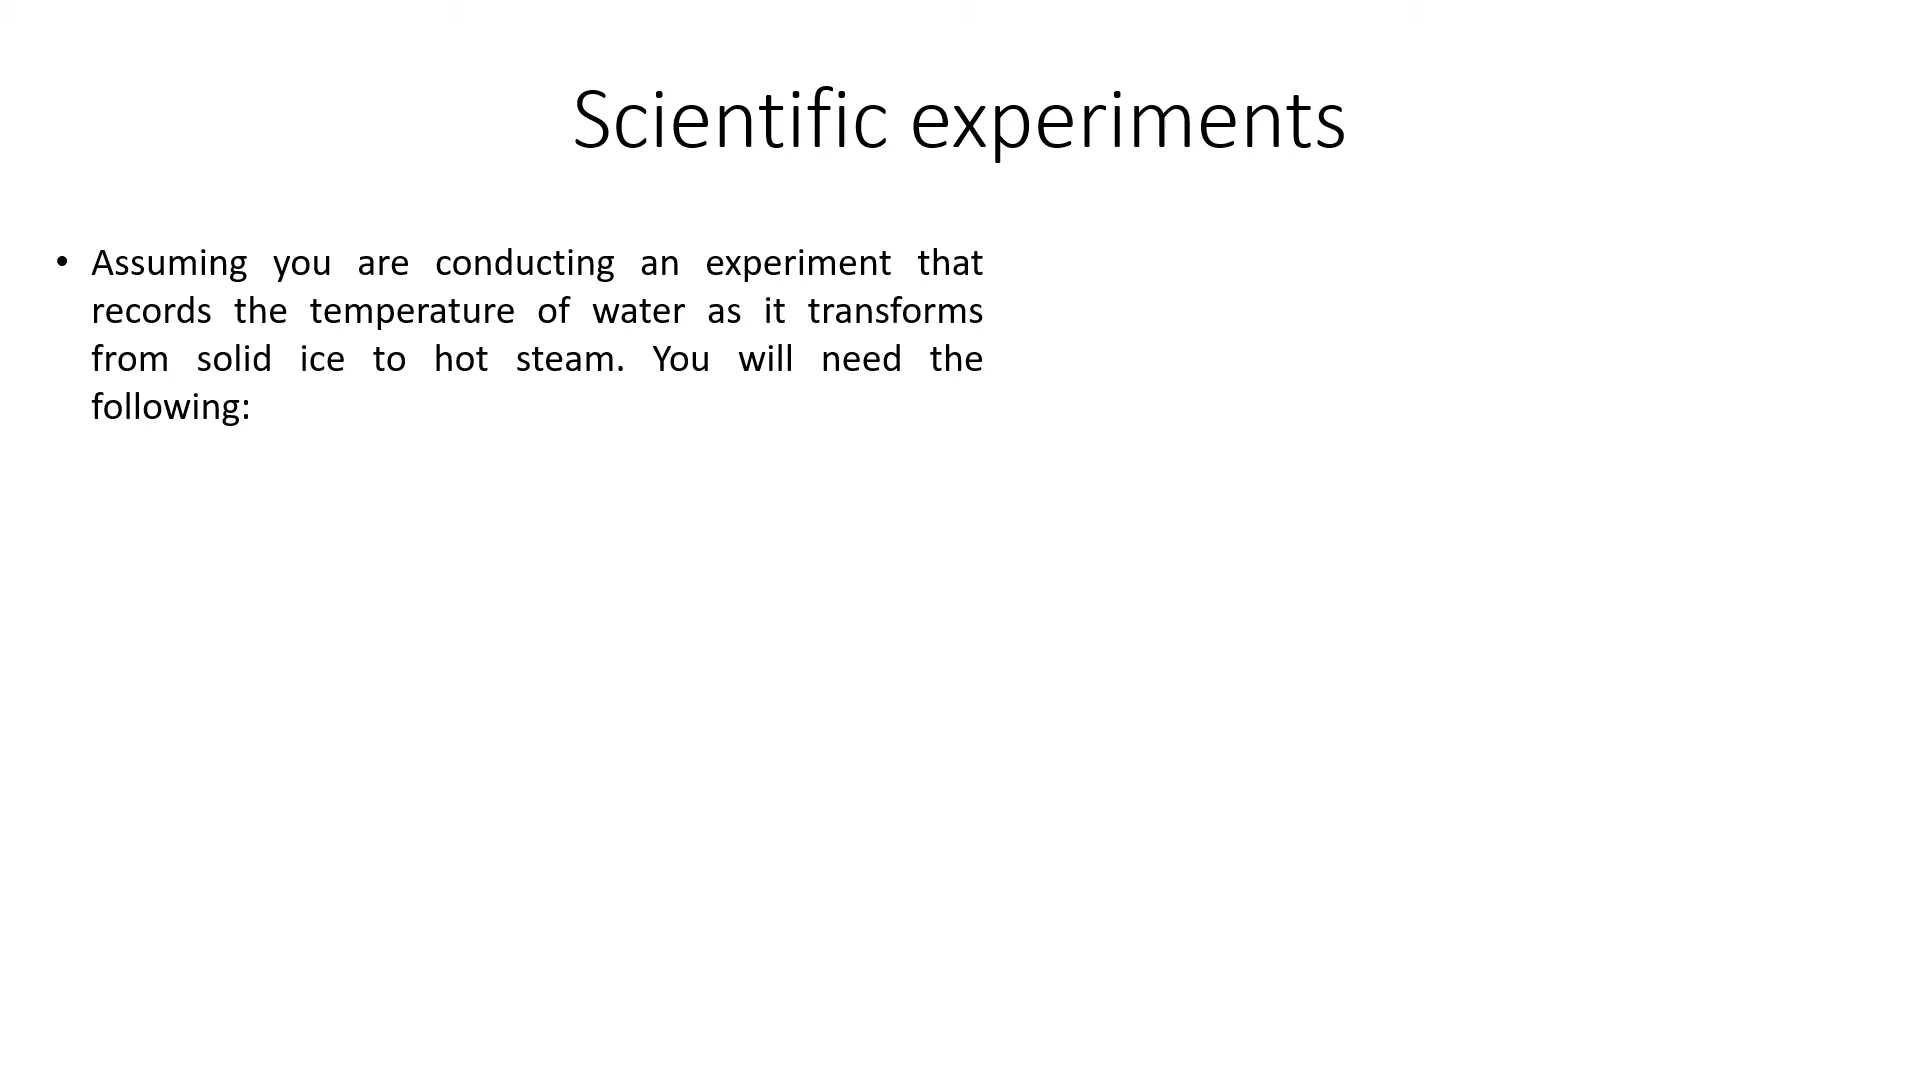 Scientific experiments
• Assuming you are conducting an experiment that
records the temperature of water as it transforms
from solid ice to hot steam. You will need the
following: